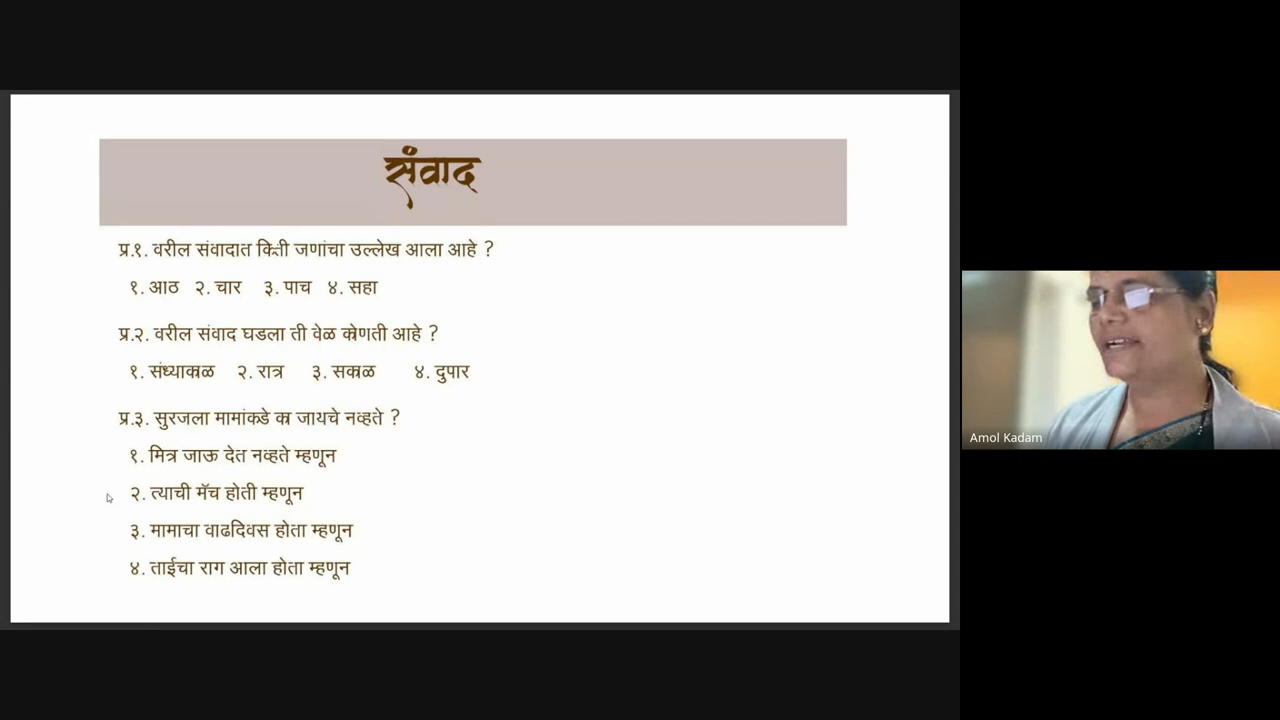 संवाद
प्र.१. वरील संवादात किती जणांचा उल्लेख आला आहे ?
१. आठ २. चार ३. पाच ४. सहा
प्र.२. वरील संवाद घडला ती वेळ कोणती आहे ?
१. संध्याकाळ २. रात्र ३. सकाळ ४. दुपार
प्र.३. सुरजला मामांकडे का जायचे नव्हते ?
१. मित्र जाऊ देत नव्हते म्हणून
२. त्याची मॅच होती म्हणून
३. मामाचा वाढदिवस होता म्हणून
४. ताईचा राग आला होता म्हणून
Amol Kadam